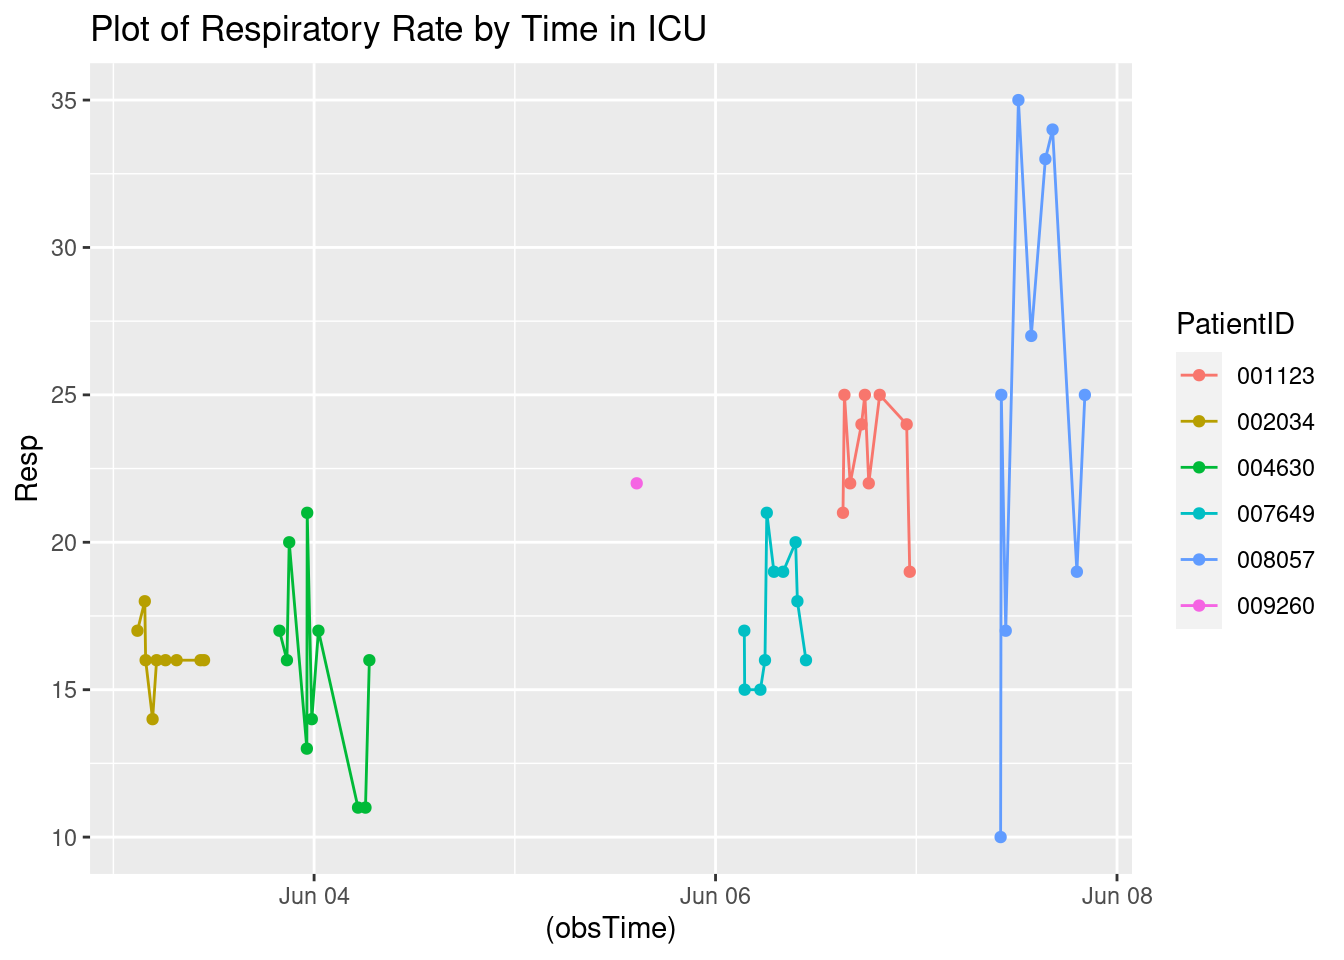 Plot of Respiratory Rate by Time in ICU
35
30
25
20
15
10
Resp
Jun 04
Jun 06
Jun 08
(obsTime)
PatientID
001123
002034
004630
007649
008057
009260